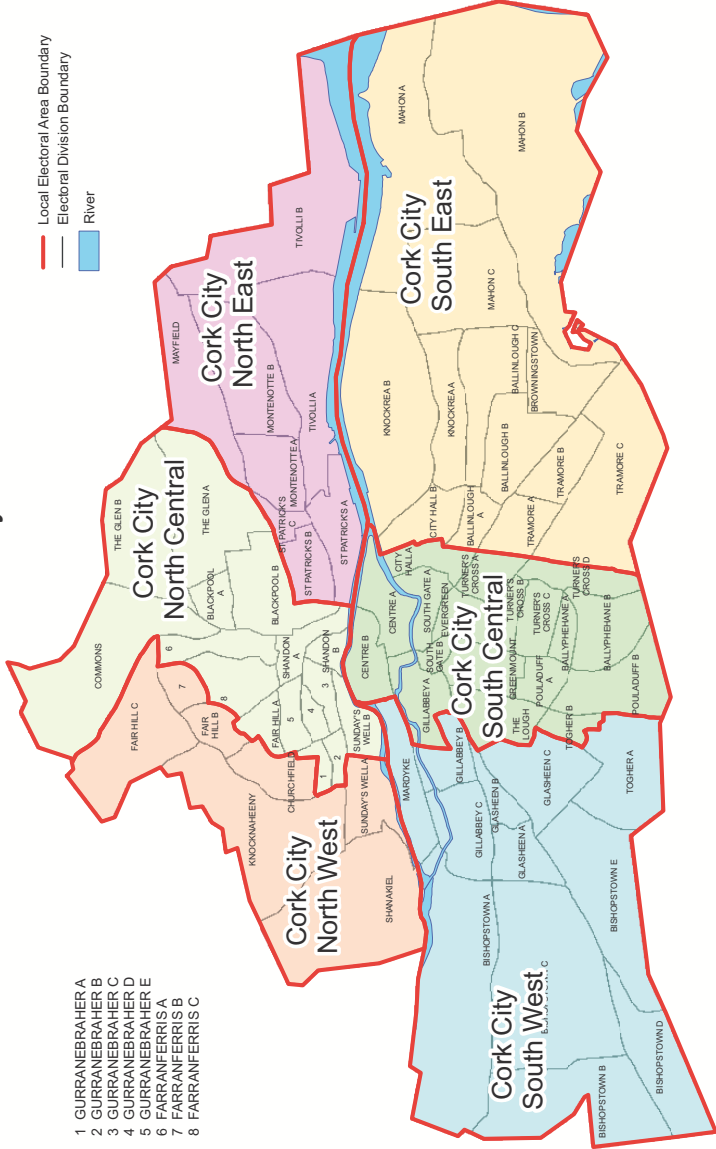 Local Electoral Area Boundary
Electoral Division Boundary
River
1 GURRANEBRAHER A
2 GURRANEBRAHER B
3 GURRANEBRAHER C
4 GURRANEBRAHER D
5 GURRANEBRAHER E
6 FARRANFERRIS A
7 FARRANFERRIS B
8 FARRANFERRIS C
Cork City
North West
FAIR HILL C
7
FAIR
HILL B
KNOCKNAHEENY
CHURCHFIELD
SUNDAY'S WELL A
SHANAKIEL
Cork City
North Central
COMMONS
THE GLEN B
THE GLEN A
BLACKPOOL
A
BLACKPOOL B
6
8
SHANDON
A
SHANDON
B
FAIR HILL A
5
4
3
1
2
SUNDAY'S
WELL B
Cork City
North East
MAYFIELD
MONTENOTTE B
MONTENOTTE A
TIVOLLI A
TIVOLLI B
ST PATRICK'S
C
ST PATRICK'S B
ST PATRICK'S A
Cork City
South West
MARDYKE
GILLABBEY B
GILLABBEY C
GLASHEEN B
GLASHEEN A
GLASHEEN C
TOGHER A
BISHOPSTOWN A
BISHOPSTOWN E
BISHOPSTOWN D
BISHOPSTOWN B
Cork City
South Central
CENTRE B
CENTRE A
CITY
HALL A
GILLABBEY A
SOUTH
GATE B
SOUTH GATE A
EVERGREEN
TURNER'S
CROSS A
GREENMOUNT
TURNER'S
CROSS B
THE
LOUGH
POULADUFF
A
TURNER'S
CROSS C
TURNER'S
CROSS D
TOGHER B
BALLYPHEHANE A
BALLYPHEHANE B
POULADUFF B
Cork City
South East
MAHON A
MAHON B
MAHON C
KNOCKREA B
KNOCKREA A
CITY HALL B
BALLINLOUGH
A
BALLINLOUGH B
BALLINLOUGH C
BROWNINGSTOWN
TRAMORE A
TRAMORE B
TRAMORE C